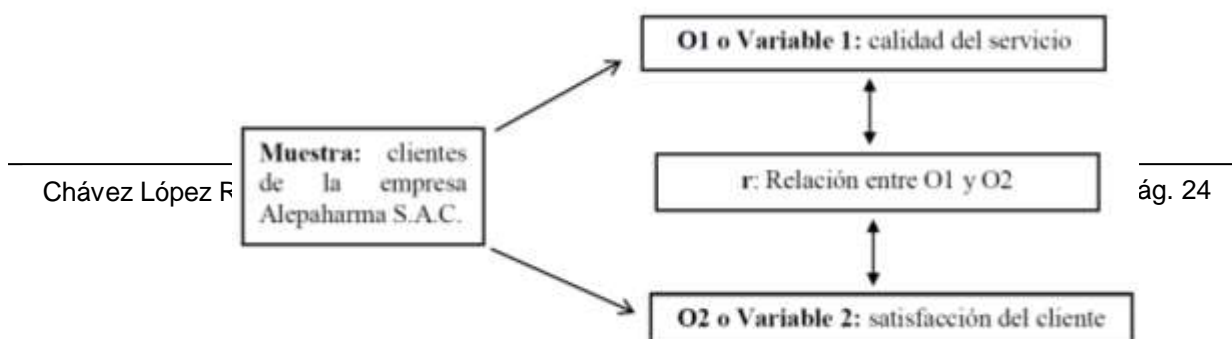 O1 o Variable 1: calidad del servicio
Muestra: clientes
de la empresa
Alepaharma S.A.C.
r: Relación entre O1 y O2
Chávez López R
ág. 24
O2 o Variable 2: satisfacción del cliente